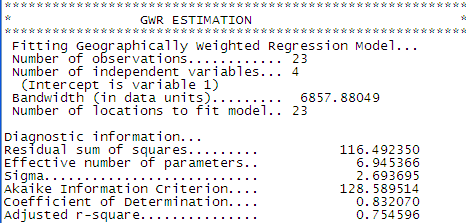 ************************************************
*                GWR ESTIMATION                *
************************************************
Fitting Geographically Weighted Regression Model...
Number of observations............ 23
Number of independent variables... 4
(Intercept is variable 1)
Bandwidth (in data units)......... 6857.88049
Number of locations to fit model.. 23
Diagnostic information...
Residual sum of squares......... 116.492350
Effective number of parameters.. 6.945366
Sigma........................... 2.693695
Akaike Information Criterion.... 128.589514
Coefficient of Determination.... 0.832070
Adjusted r-square............... 0.754596